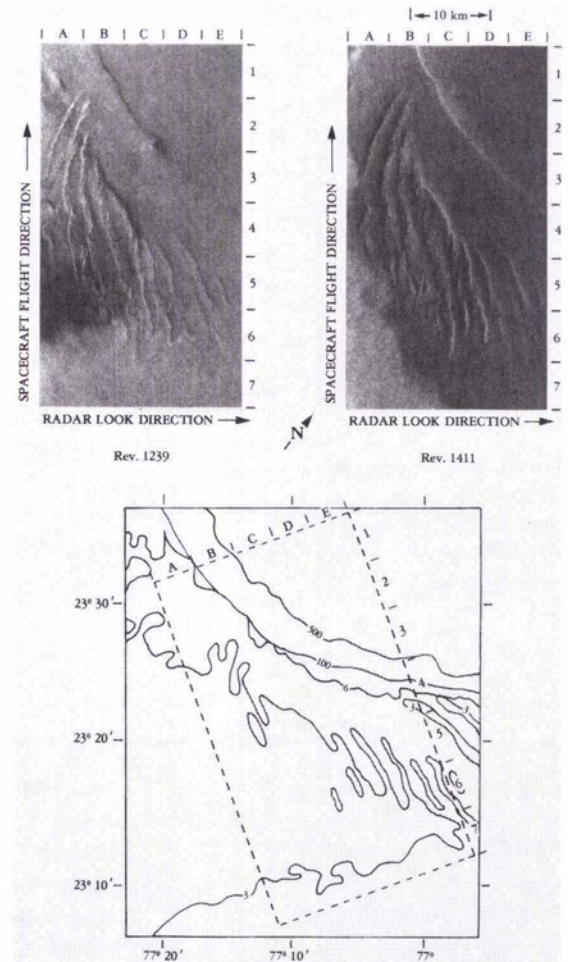 |← 10 km →|
A B C D E
A B C D E
1
2
3
4
5
6
7
1
2
3
4
5
6
7
SPACECRAFT FLIGHT DIRECTION →
SPACECRAFT FLIGHT DIRECTION →
RADAR LOOK DIRECTION →
RADAR LOOK DIRECTION →
N
Rev. 1239
Rev. 1411
A B C D E
2
3
4
5
6
7
500
100
6
3
3
3
23° 30′
23° 20′
23° 10′
77° 20′
77° 10′
77°